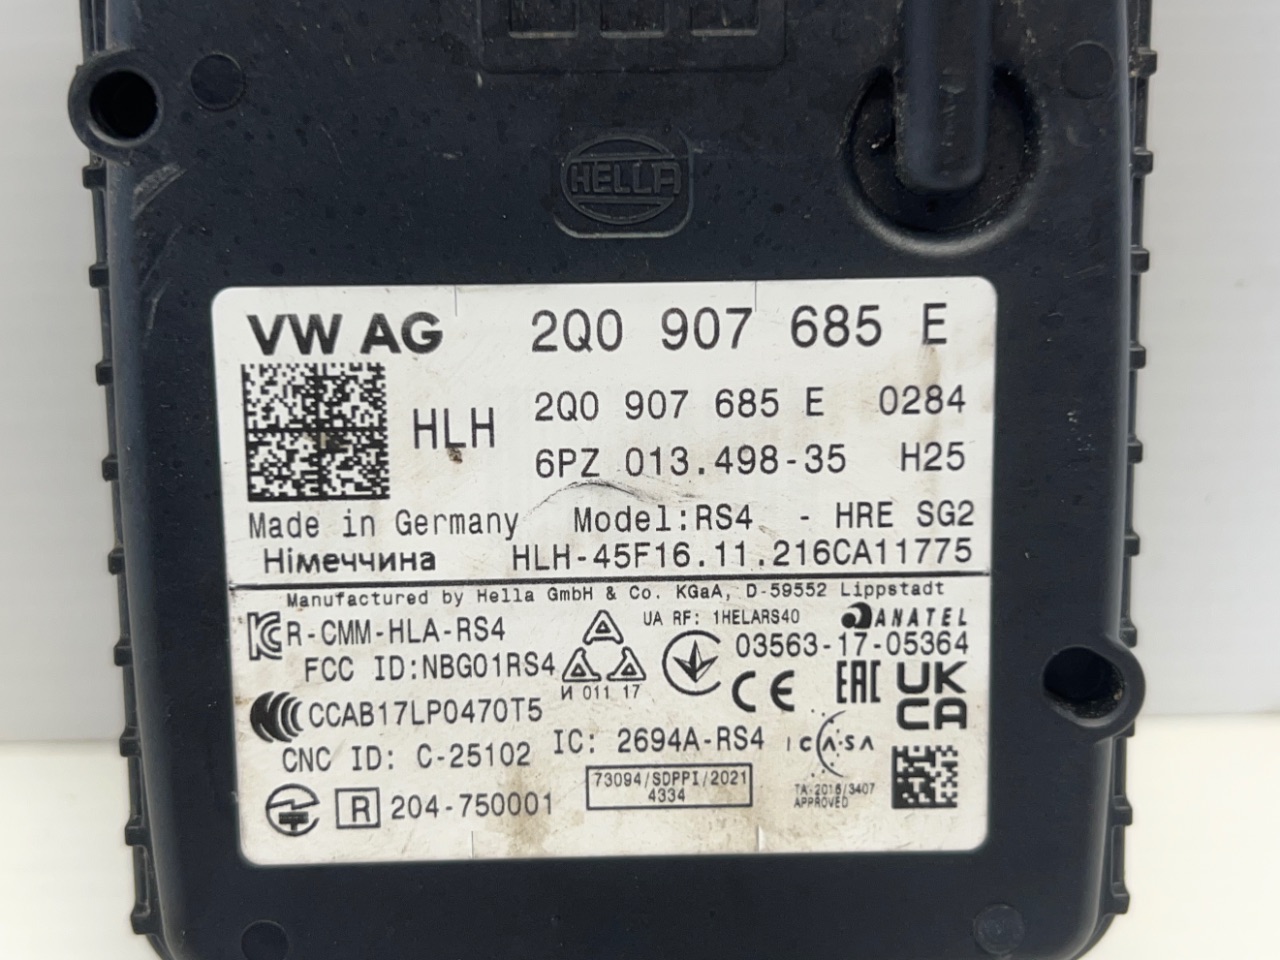 HELLA
VW AG 2Q0 907 685 E
HLH 2Q0 907 685 E 0284
6PZ 013.498-35 H25
Made in Germany Model:RS4 - HRE SG2
Німеччина HLH-45F16.11.216CA11775
Manufactured by Hella GmbH & Co. KGaA, D-59552 Lippstadt
R-CMM-HLA-RS4 UA RF: 1HELARS40 ANATEL
03563-17-05364
FCC ID:NBG01RS4 И 011 17 CE EAC UK CA
CCAB17LP0470T5
CNC ID: C-25102 IC: 2694A-RS4 ICASA
TA-2016/3407
APPROVED
73094/SDPPI/2021
4334
R 204-750001